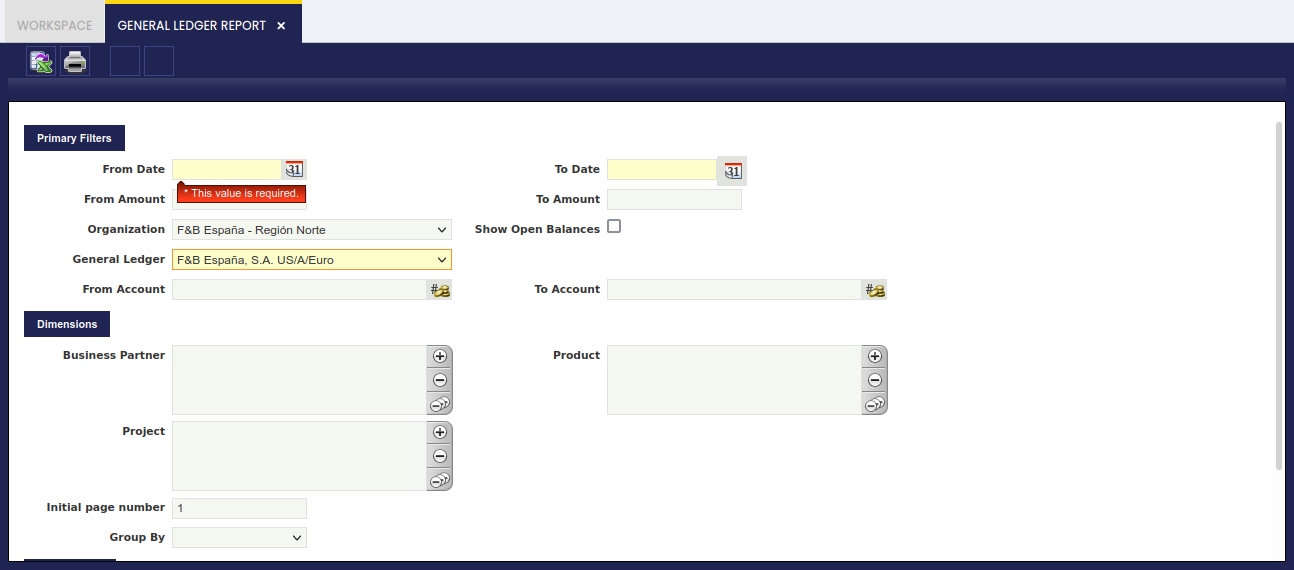 WORKSPACE
GENERAL LEDGER REPORT ×
Primary Filters
From Date 31
To Date 31
* This value is required.
From Amount
To Amount
Organization F&B España - Región Norte
Show Open Balances
General Ledger F&B España, S.A. US/A/Euro
From Account #
To Account #
Dimensions
Business Partner
Product
Project
Initial page number 1
Group By